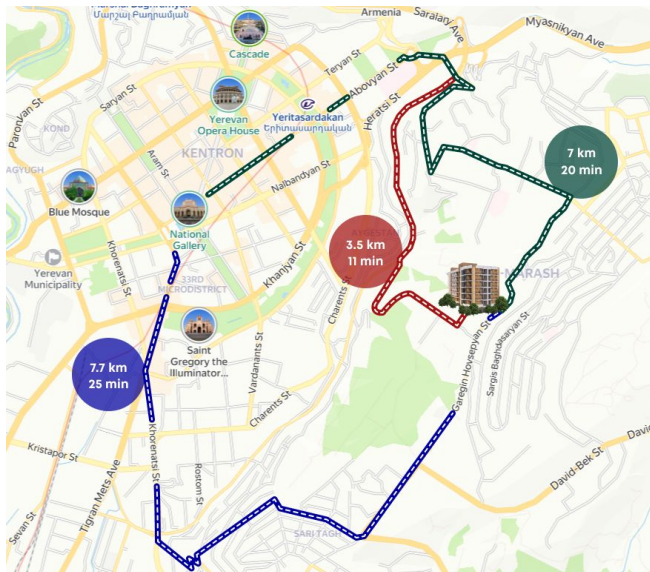 Մարշալ Բաղրամյան
Armenia
Saralan Ave
Myasnikyan Ave
Cascade
Teryan St
Abovyan St
Paronyan St
Saryan St
KOND
Yerevan
Opera House
Yeritasardakan
Երիտասարդական
Heratsi St
KENTRON
Aram St
Nalbandyan St
7 km
20 min
Blue Mosque
National
Gallery
3.5 km
11 min
MARASH
Yerevan
Municipality
Khorenatsi St
33RD
MICRODISTRICT
Khanjyan St
Charents St
Saint
Gregory the
Illuminator...
Vardanants St
Garegin Hovsepyan St
Sargis Baghdasaryan St
7.7 km
25 min
Charents St
Kristapor St
Khorenatsi St
Rostom St
Tigran Mets Ave
Sevan St
David-Bek St
David
SARI TAGH